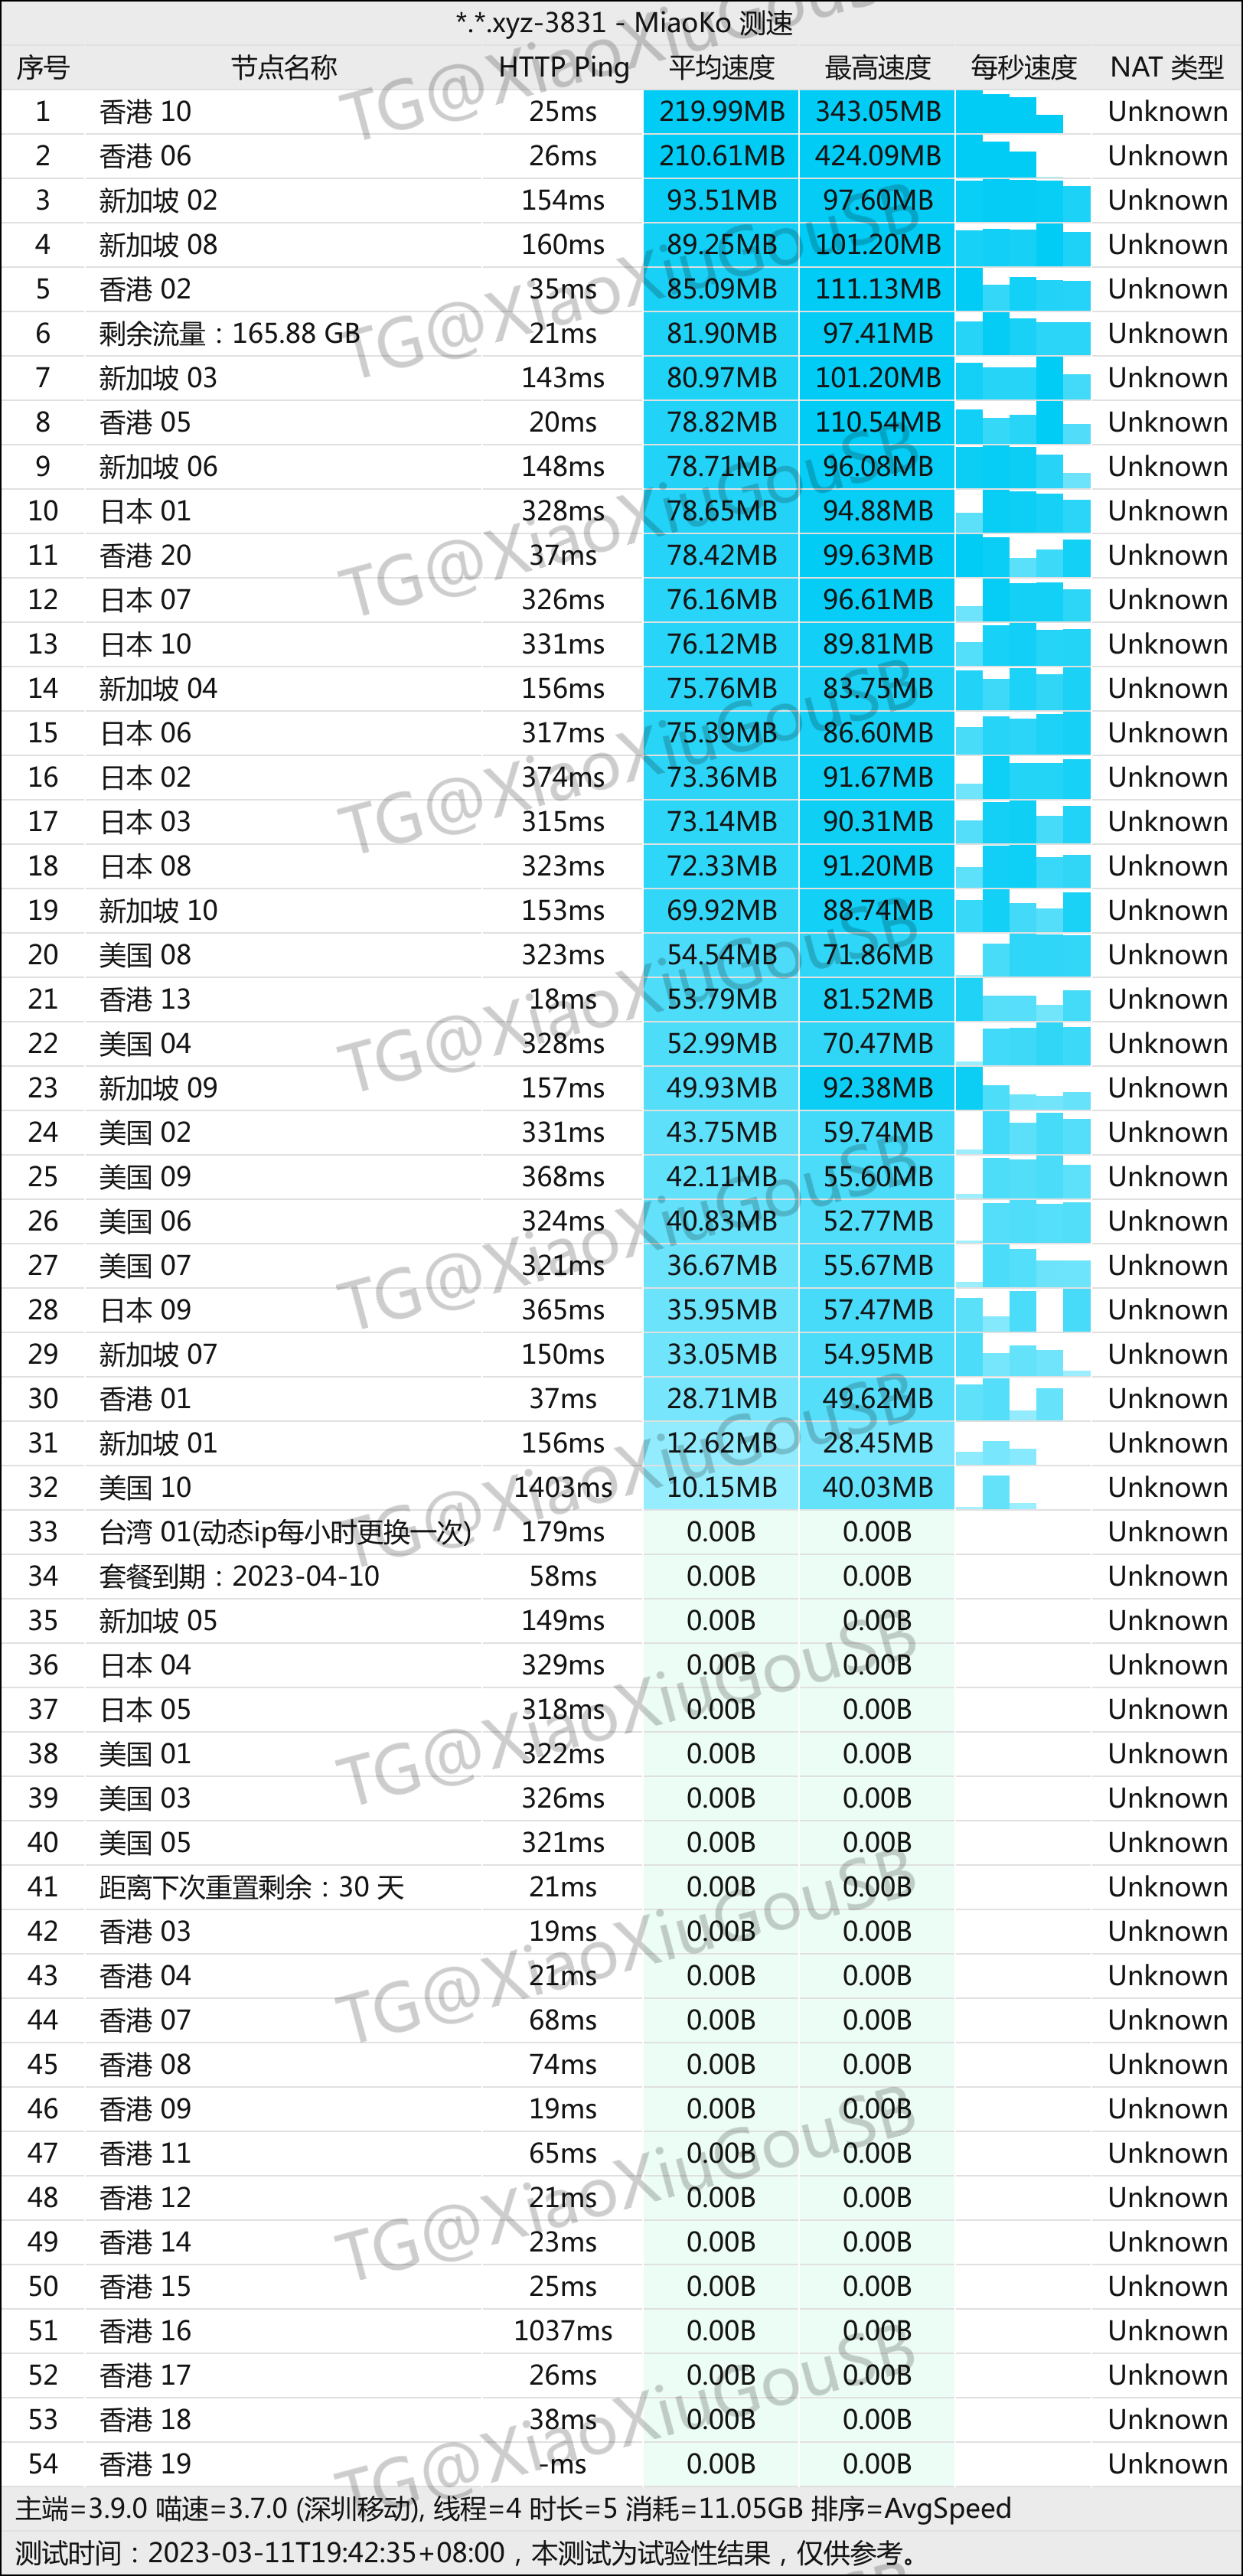 *.*.xyz-3831 - MiaoKo 测速
序号 节点名称 HTTP Ping 平均速度 最高速度 每秒速度 NAT 类型
1 香港 10 25ms 219.99MB 343.05MB Unknown
2 香港 06 26ms 210.61MB 424.09MB Unknown
3 新加坡 02 154ms 93.51MB 97.60MB Unknown
4 新加坡 08 160ms 89.25MB 101.20MB Unknown
5 香港 02 35ms 85.09MB 111.13MB Unknown
6 剩余流量：165.88 GB 21ms 81.90MB 97.41MB Unknown
7 新加坡 03 143ms 80.97MB 101.20MB Unknown
8 香港 05 20ms 78.82MB 110.54MB Unknown
9 新加坡 06 148ms 78.71MB 96.08MB Unknown
10 日本 01 328ms 78.65MB 94.88MB Unknown
11 香港 20 37ms 78.42MB 99.63MB Unknown
12 日本 07 326ms 76.16MB 96.61MB Unknown
13 日本 10 331ms 76.12MB 89.81MB Unknown
14 新加坡 04 156ms 75.76MB 83.75MB Unknown
15 日本 06 317ms 75.39MB 86.60MB Unknown
16 日本 02 374ms 73.36MB 91.67MB Unknown
17 日本 03 315ms 73.14MB 90.31MB Unknown
18 日本 08 323ms 72.33MB 91.20MB Unknown
19 新加坡 10 153ms 69.92MB 88.74MB Unknown
20 美国 08 323ms 54.54MB 71.86MB Unknown
21 香港 13 18ms 53.79MB 81.52MB Unknown
22 美国 04 328ms 52.99MB 70.47MB Unknown
23 新加坡 09 157ms 49.93MB 92.38MB Unknown
24 美国 02 331ms 43.75MB 59.74MB Unknown
25 美国 09 368ms 42.11MB 55.60MB Unknown
26 美国 06 324ms 40.83MB 52.77MB Unknown
27 美国 07 321ms 36.67MB 55.67MB Unknown
28 日本 09 365ms 35.95MB 57.47MB Unknown
29 新加坡 07 150ms 33.05MB 54.95MB Unknown
30 香港 01 37ms 28.71MB 49.62MB Unknown
31 新加坡 01 156ms 12.62MB 28.45MB Unknown
32 美国 10 1403ms 10.15MB 40.03MB Unknown
33 台湾 01(动态ip每小时更换一次) 179ms 0.00B 0.00B Unknown
34 套餐到期：2023-04-10 58ms 0.00B 0.00B Unknown
35 新加坡 05 149ms 0.00B 0.00B Unknown
36 日本 04 329ms 0.00B 0.00B Unknown
37 日本 05 318ms 0.00B 0.00B Unknown
38 美国 01 322ms 0.00B 0.00B Unknown
39 美国 03 326ms 0.00B 0.00B Unknown
40 美国 05 321ms 0.00B 0.00B Unknown
41 距离下次重置剩余：30 天 21ms 0.00B 0.00B Unknown
42 香港 03 19ms 0.00B 0.00B Unknown
43 香港 04 21ms 0.00B 0.00B Unknown
44 香港 07 68ms 0.00B 0.00B Unknown
45 香港 08 74ms 0.00B 0.00B Unknown
46 香港 09 19ms 0.00B 0.00B Unknown
47 香港 11 65ms 0.00B 0.00B Unknown
48 香港 12 21ms 0.00B 0.00B Unknown
49 香港 14 23ms 0.00B 0.00B Unknown
50 香港 15 25ms 0.00B 0.00B Unknown
51 香港 16 1037ms 0.00B 0.00B Unknown
52 香港 17 26ms 0.00B 0.00B Unknown
53 香港 18 38ms 0.00B 0.00B Unknown
54 香港 19 -ms 0.00B 0.00B Unknown
主端=3.9.0 喵速=3.7.0 (深圳移动), 线程=4 时长=5 消耗=11.05GB 排序=AvgSpeed
测试时间：2023-03-11T19:42:35+08:00，本测试为试验性结果，仅供参考。
TG@XiaoXiuGouSB
TG@XiaoXiuGouSB
TG@XiaoXiuGouSB
TG@XiaoXiuGouSB
TG@XiaoXiuGouSB
TG@XiaoXiuGouSB
TG@XiaoXiuGouSB
TG@XiaoXiuGouSB
TG@XiaoXiuGouSB
TG@XiaoXiuGouSB
TG@XiaoXiuGouSB